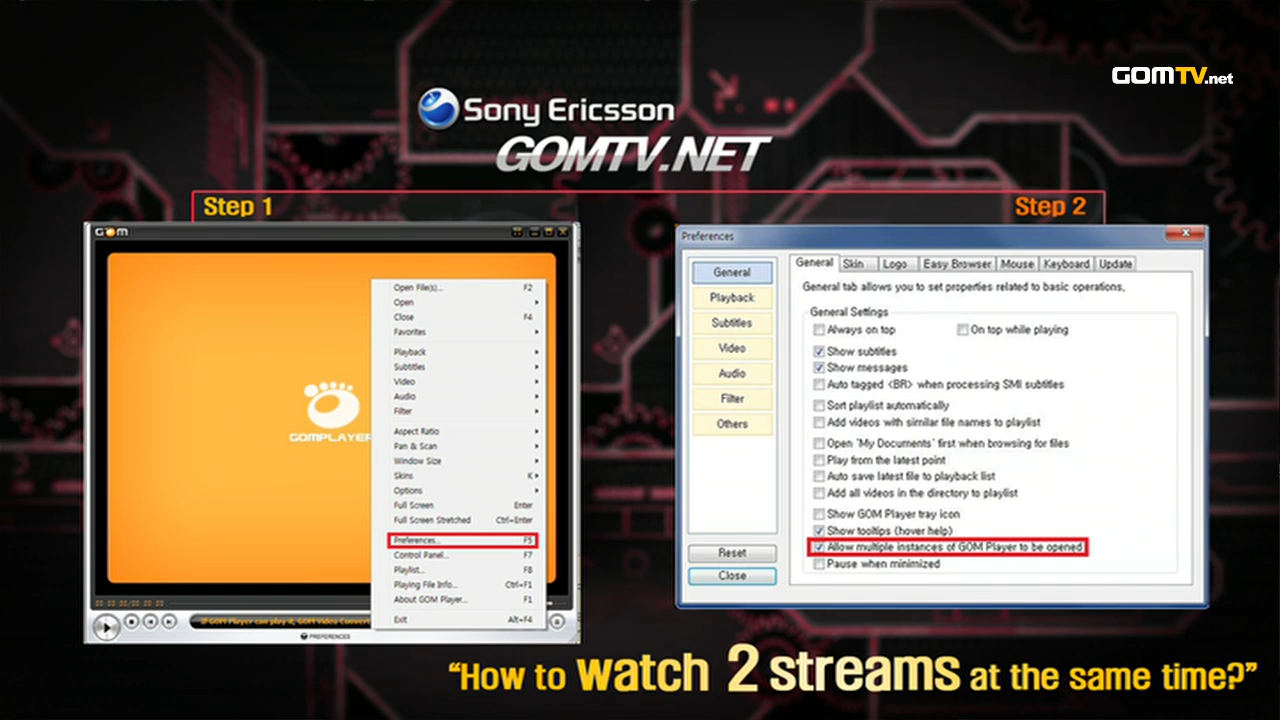 GOMTV.net
Sony Ericsson
GOMTV.NET
Step 1
Step 2
GOM
Open File(s)... F2
Open
Close F4
Favorites
Playback
Subtitles
Video
Audio
Filter
Aspect Ratio
Pan & Scan
Window Size
Skins K
Options
Full Screen Enter
Full Screen Stretched Ctrl+Enter
Preferences... F5
Control Panel... F7
Playlist... F8
Playing File Info... Ctrl+F1
About GOM Player... F1
Exit Alt+F4
GOMPLAYER
If GOM Player can play it, GOM Video Convert
PREFERENCES
Preferences
General
Playback
Subtitles
Video
Audio
Filter
Others
Reset
Close
General Skin Logo Easy Browser Mouse Keyboard Update
General tab allows you to set properties related to basic operations,
General Settings
Always on top On top while playing
Show subtitles
Show messages
Auto tagged <BR> when processing SMI subtitles
Sort playlist automatically
Add videos with similar file names to playlist
Open 'My Documents' first when browsing for files
Play from the latest point
Auto save latest file to playback list
Add all videos in the directory to playlist
Show GOM Player tray icon
Show tooltips (hover help)
Allow multiple instances of GOM Player to be opened
Pause when minimized
“How to watch 2 streams at the same time?”